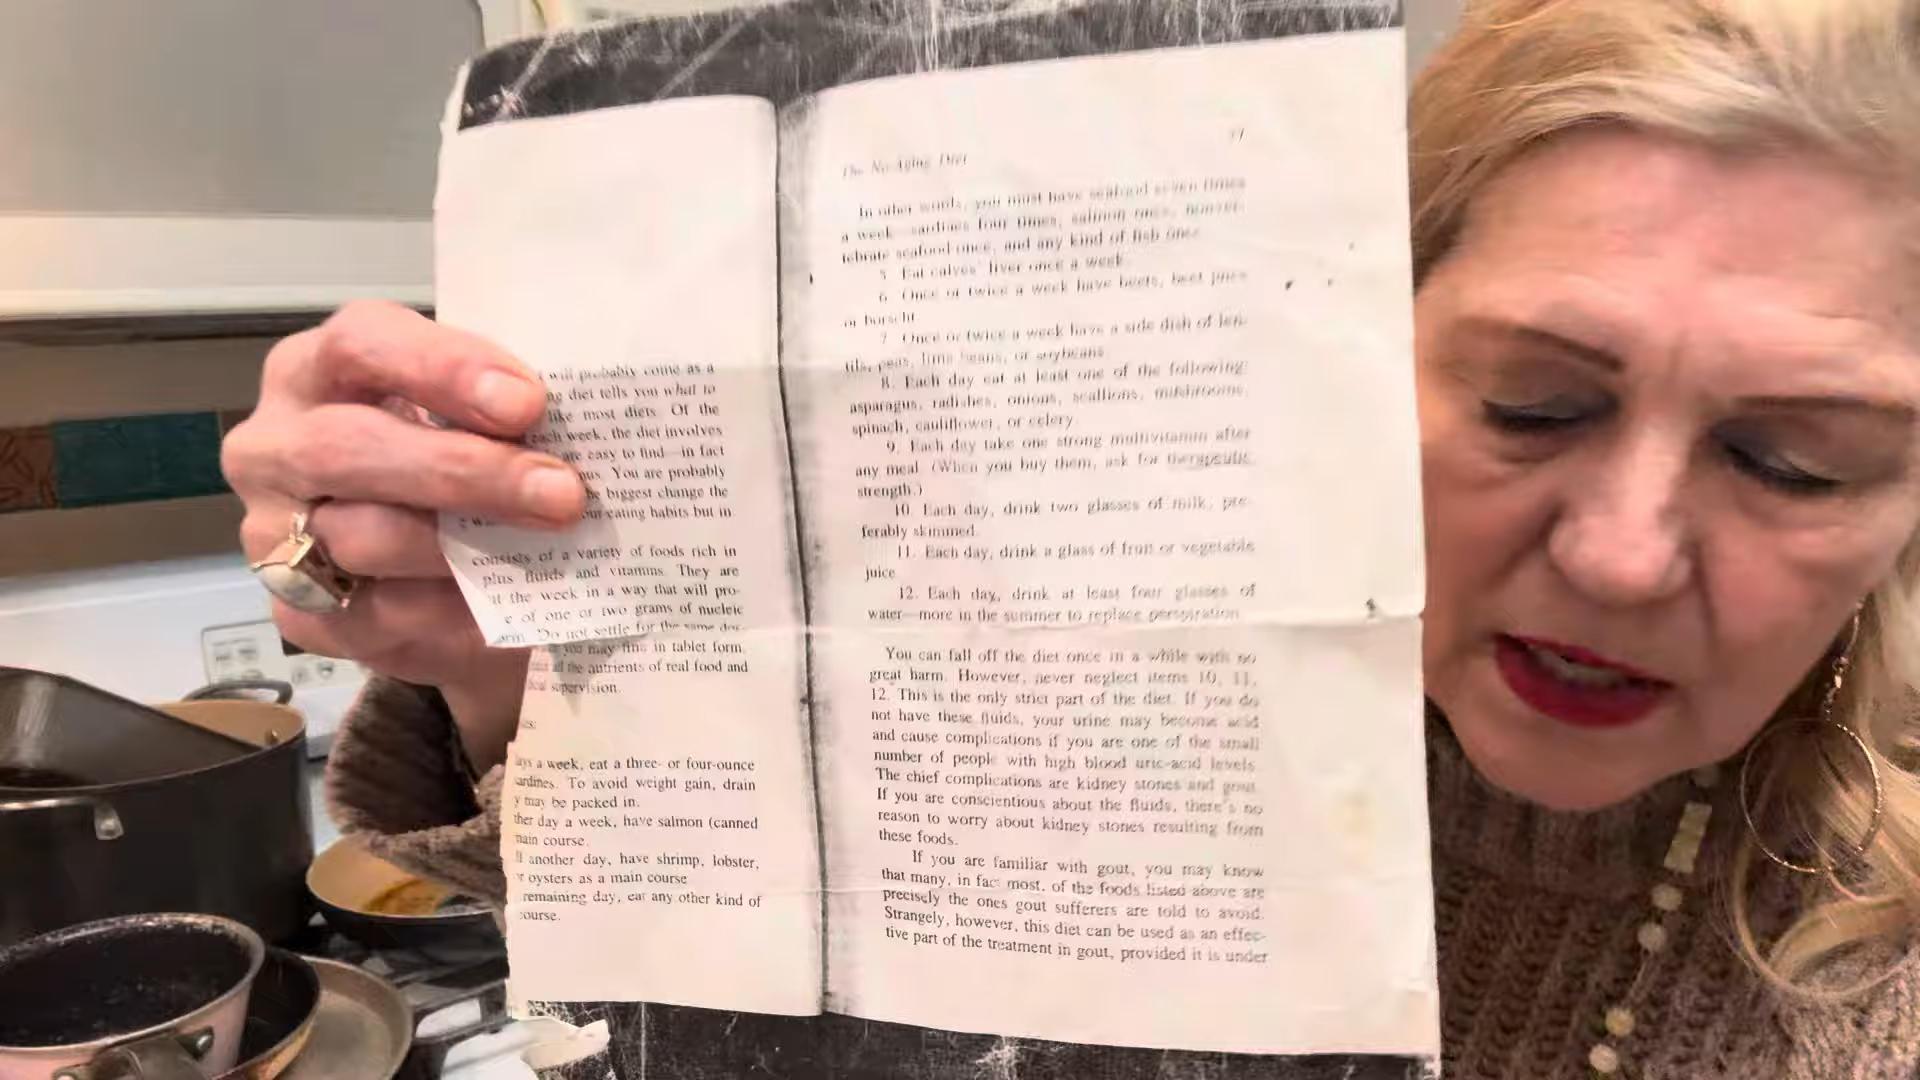 will probably come as a
diet tells you what to
like most diets. Of the
each week, the diet involves
are easy to find—in fact
You are probably
biggest change the
eating habits but in
consists of a variety of foods rich in
plus fluids and vitamins. They are
the week in a way that will pro-
of one or two grams of nucleic
Do not settle for the same
you may find in tablet form.
all the nutrients of real food and
supervision.
a week, eat a three- or four-ounce
To avoid weight gain, drain
may be packed in.
day a week, have salmon (canned
main course.
another day, have shrimp, lobster,
oysters as a main course
remaining day, eat any other kind of
The No-Aging Diet
In other words, you must have seafood seven times
a week—sardines four times, salmon once, nonver-
tebrate seafood once, and any kind of fish once.
5. Eat calves' liver once a week.
6. Once or twice a week have beets, beet juice
or borscht.
7. Once or twice a week have a side dish of len-
tils, peas, lima beans, or soybeans.
8. Each day eat at least one of the following:
asparagus, radishes, onions, scallions, mushrooms,
spinach, cauliflower, or celery.
9. Each day take one strong multivitamin after
any meal. (When you buy them, ask for therapeutic
strength.)
10. Each day, drink two glasses of milk, pre-
ferably skimmed.
11. Each day, drink a glass of fruit or vegetable
juice.
12. Each day, drink at least four glasses of
water—more in the summer to replace perspiration.
You can fall off the diet once in a while with no
great harm. However, never neglect items 10, 11,
12. This is the only strict part of the diet. If you do
not have these fluids, your urine may become acid
and cause complications if you are one of the small
number of people with high blood uric-acid levels.
The chief complications are kidney stones and gout.
If you are conscientious about the fluids, there's no
reason to worry about kidney stones resulting from
these foods.
If you are familiar with gout, you may know
that many, in fact most, of the foods listed above are
precisely the ones gout sufferers are told to avoid.
Strangely, however, this diet can be used as an effec-
tive part of the treatment in gout, provided it is under